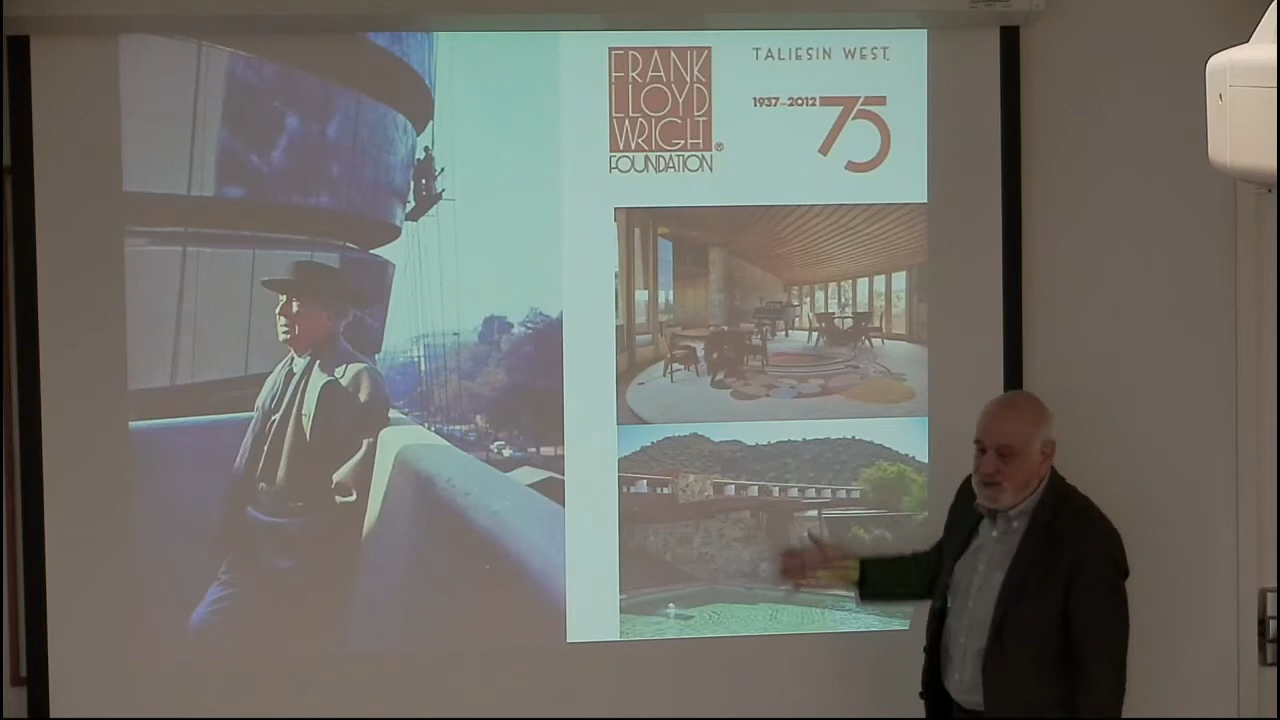 FRANK
LLOYD
WRIGHT
FOUNDATION
®
TALIESIN WEST.
1937–2012 75